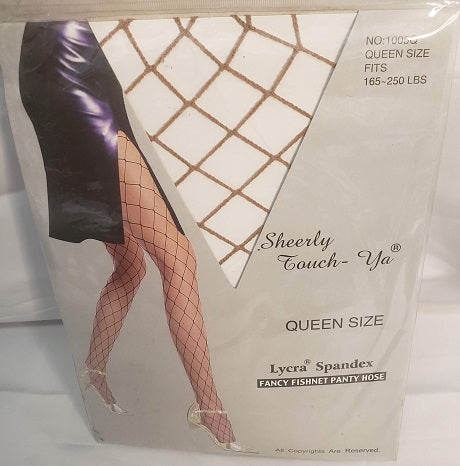 NO:1005Q
QUEEN SIZE
FITS
165~250 LBS
Sheerly
Touch- Ya®
QUEEN SIZE
Lycra® Spandex
FANCY FISHNET PANTY HOSE
All Copyrights Are Reserved.